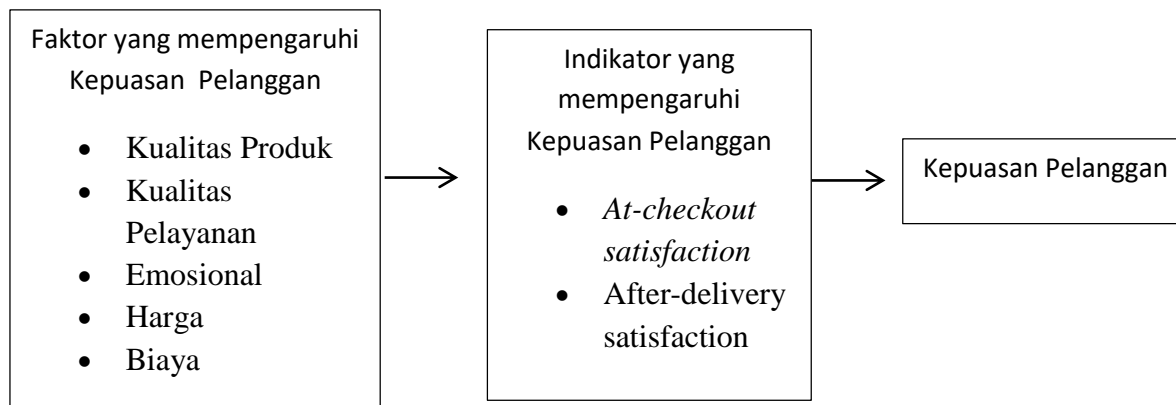 Faktor yang mempengaruhi
Kepuasan Pelanggan
• Kualitas Produk
• Kualitas
Pelayanan
• Emosional
• Harga
• Biaya
Indikator yang
mempengaruhi
Kepuasan Pelanggan
• At-checkout
satisfaction
• After-delivery
satisfaction
Kepuasan Pelanggan